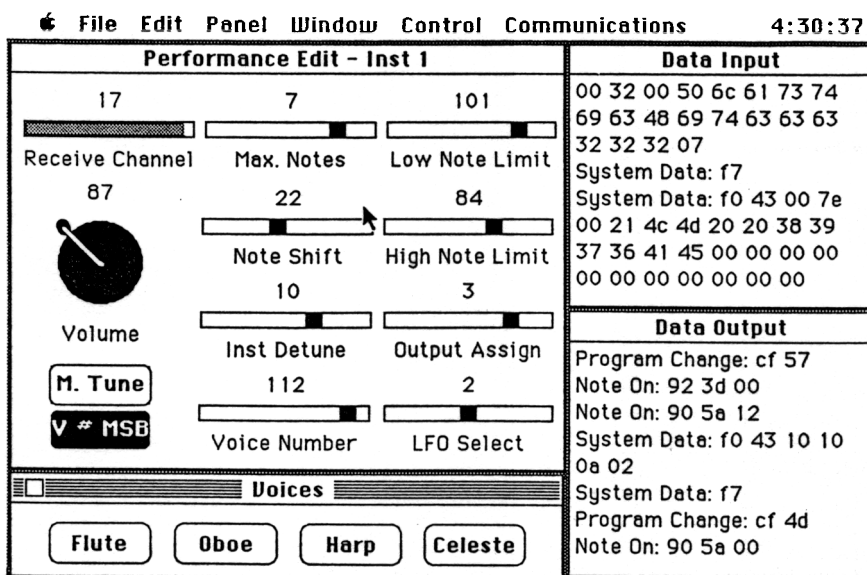 File Edit Panel Window Control Communications 4:30:37
Performance Edit - Inst 1
17 7 101
Receive Channel Max. Notes Low Note Limit
87 22 84
Note Shift High Note Limit
10 3
Volume
Inst Detune Output Assign
M. Tune
112 2
V # MSB
Voice Number LFO Select
Voices
Flute Oboe Harp Celeste
Data Input
00 32 00 50 6c 61 73 74
69 63 48 69 74 63 63 63
32 32 32 07
System Data: f7
System Data: f0 43 00 7e
00 21 4c 4d 20 20 38 39
37 36 41 45 00 00 00 00
00 00 00 00 00 00 00
Data Output
Program Change: cf 57
Note On: 92 3d 00
Note On: 90 5a 12
System Data: f0 43 10 10
0a 02
System Data: f7
Program Change: cf 4d
Note On: 90 5a 00